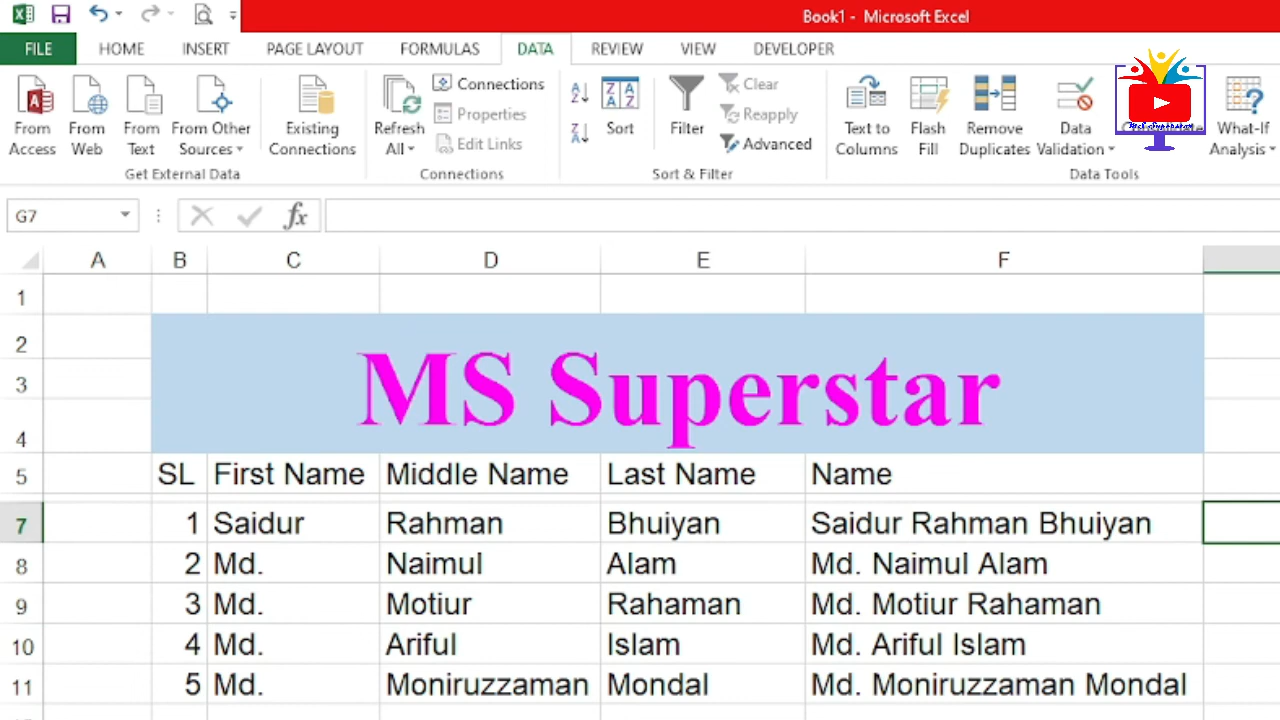 Book1 - Microsoft Excel
FILE HOME INSERT PAGE LAYOUT FORMULAS DATA REVIEW VIEW DEVELOPER
From Access From Web From Text From Other Sources Existing Connections Refresh All Connections Properties Edit Links Sort Filter Clear Reapply Advanced Text to Columns Flash Fill Remove Duplicates Data Validation What-If Analysis
Get External Data Connections Sort & Filter Data Tools
G7 fx
A B C D E F
1
2
3
4
MS Superstar
5 SL First Name Middle Name Last Name Name
7 1 Saidur Rahman Bhuiyan Saidur Rahman Bhuiyan
8 2 Md. Naimul Alam Md. Naimul Alam
9 3 Md. Motiur Rahaman Md. Motiur Rahaman
10 4 Md. Ariful Islam Md. Ariful Islam
11 5 Md. Moniruzzaman Mondal Md. Moniruzzaman Mondal